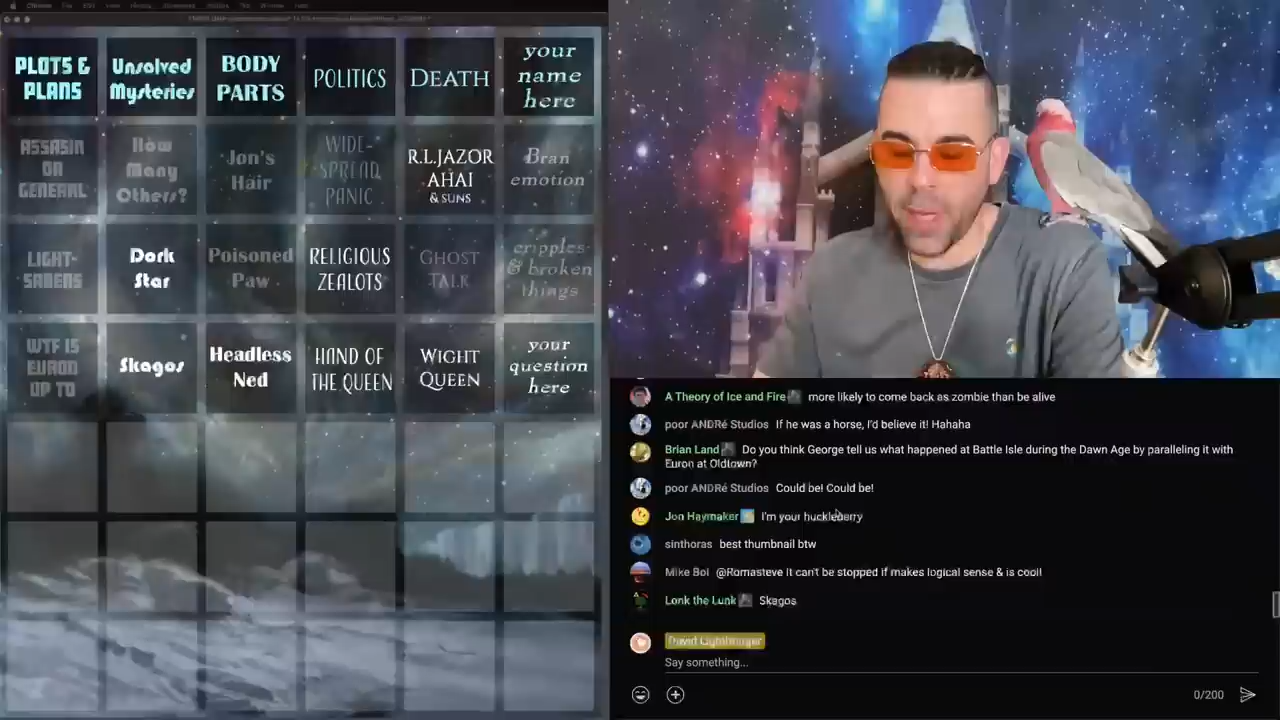 PLOTS &
PLANS
Unsolved
Mysteries
BODY
PARTS
POLITICS
DEATH
your
name
here
ASSASIN
OR
GENERAL
How
Many
Others?
Jon's
Hair
WIDE-
SPREAD
PANIC
R.L.JAZOR
AHAI
& SUNS
Bran
emotion
LIGHT-
SABERS
Dork
Star
Poisoned
Paw
RELIGIOUS
ZEALOTS
GHOST
TALK
cripples
& broken
things
WTF IS
EUROD
UP TO
Skagos
Headless
Ned
HAND OF
THE QUEEN
WIGHT
QUEEN
your
question
here
A Theory of Ice and Fire more likely to come back as zombie than be alive
poor ANDRé Studios If he was a horse, I'd believe it! Hahaha
Brian Land Do you think George tell us what happened at Battle Isle during the Dawn Age by paralleling it with
Euron at Oldtown?
poor ANDRé Studios Could be! Could be!
Jon Haymaker I'm your huckleberry
sinthoras best thumbnail btw
Mike Bol @Romasteve It can't be stopped if makes logical sense & is cool!
Lonk the Lunk Skagos
David Lightbringer
Say something...
0/200